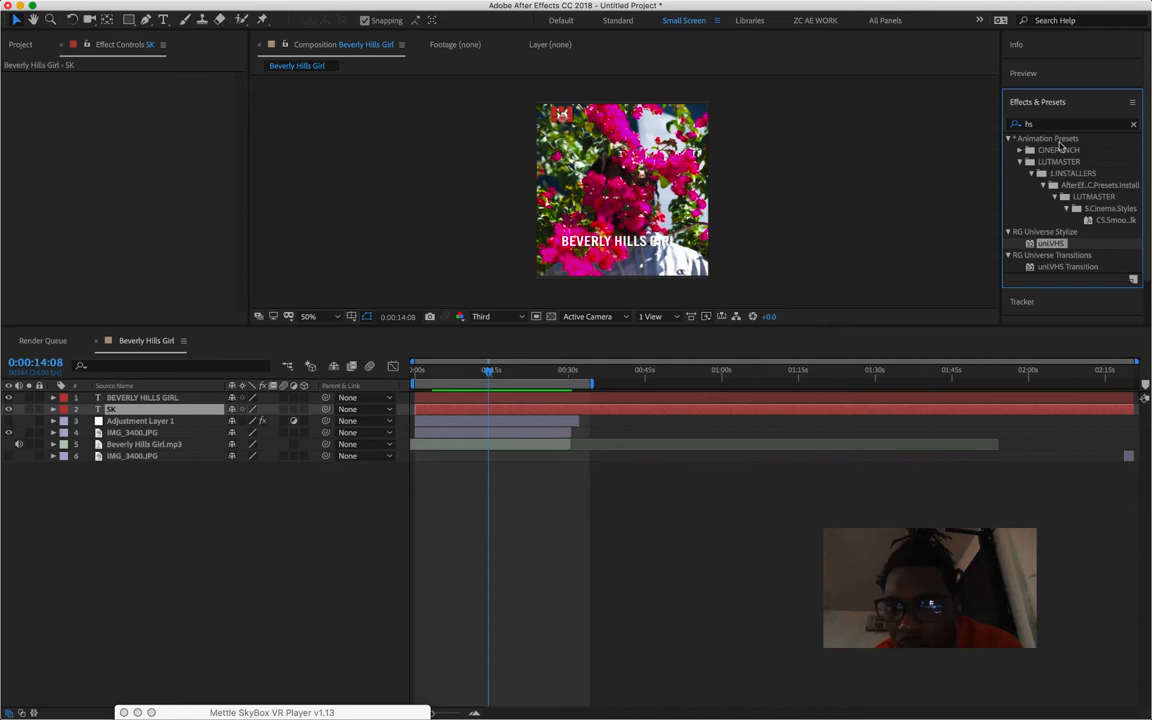 Adobe After Effects CC 2018 - Untitled Project *
Snapping
Default
Standard
Small Screen
Libraries
ZC AE WORK
All Panels
Search Help
Project
Effect Controls SK
Composition Beverly Hills Girl
Footage (none)
Layer (none)
Info
Beverly Hills Girl • SK
Beverly Hills Girl
Preview
Effects & Presets
hs
* Animation Presets
LUTMASTER
1.INSTALLERS
AfterEf...C.Presets.Install
LUTMASTER
5.Cinema.Styles
CS.Smoo...lk
RG Universe Stylize
uni.VHS
RG Universe Transitions
uni.VHS Transition
SK
BEVERLY HILLS GIRL
Tracker
50%
0:00:14:08
Third
Active Camera
1 View
+0.0
Render Queue
Beverly Hills Girl
0:00:14:08
00344 (24.00 fps)
:00s
00:30s
00:45s
01:00s
01:15s
01:30s
01:45s
02:00s
02:15s
# Source Name
Parent & Link
1 T BEVERLY HILLS GIRL None
2 T SK None
3 Adjustment Layer 1 fx None
4 IMG_3400.JPG None
5 Beverly Hills Girl.mp3 None
6 IMG_3400.JPG None
Mettle SkyBox VR Player v1.13